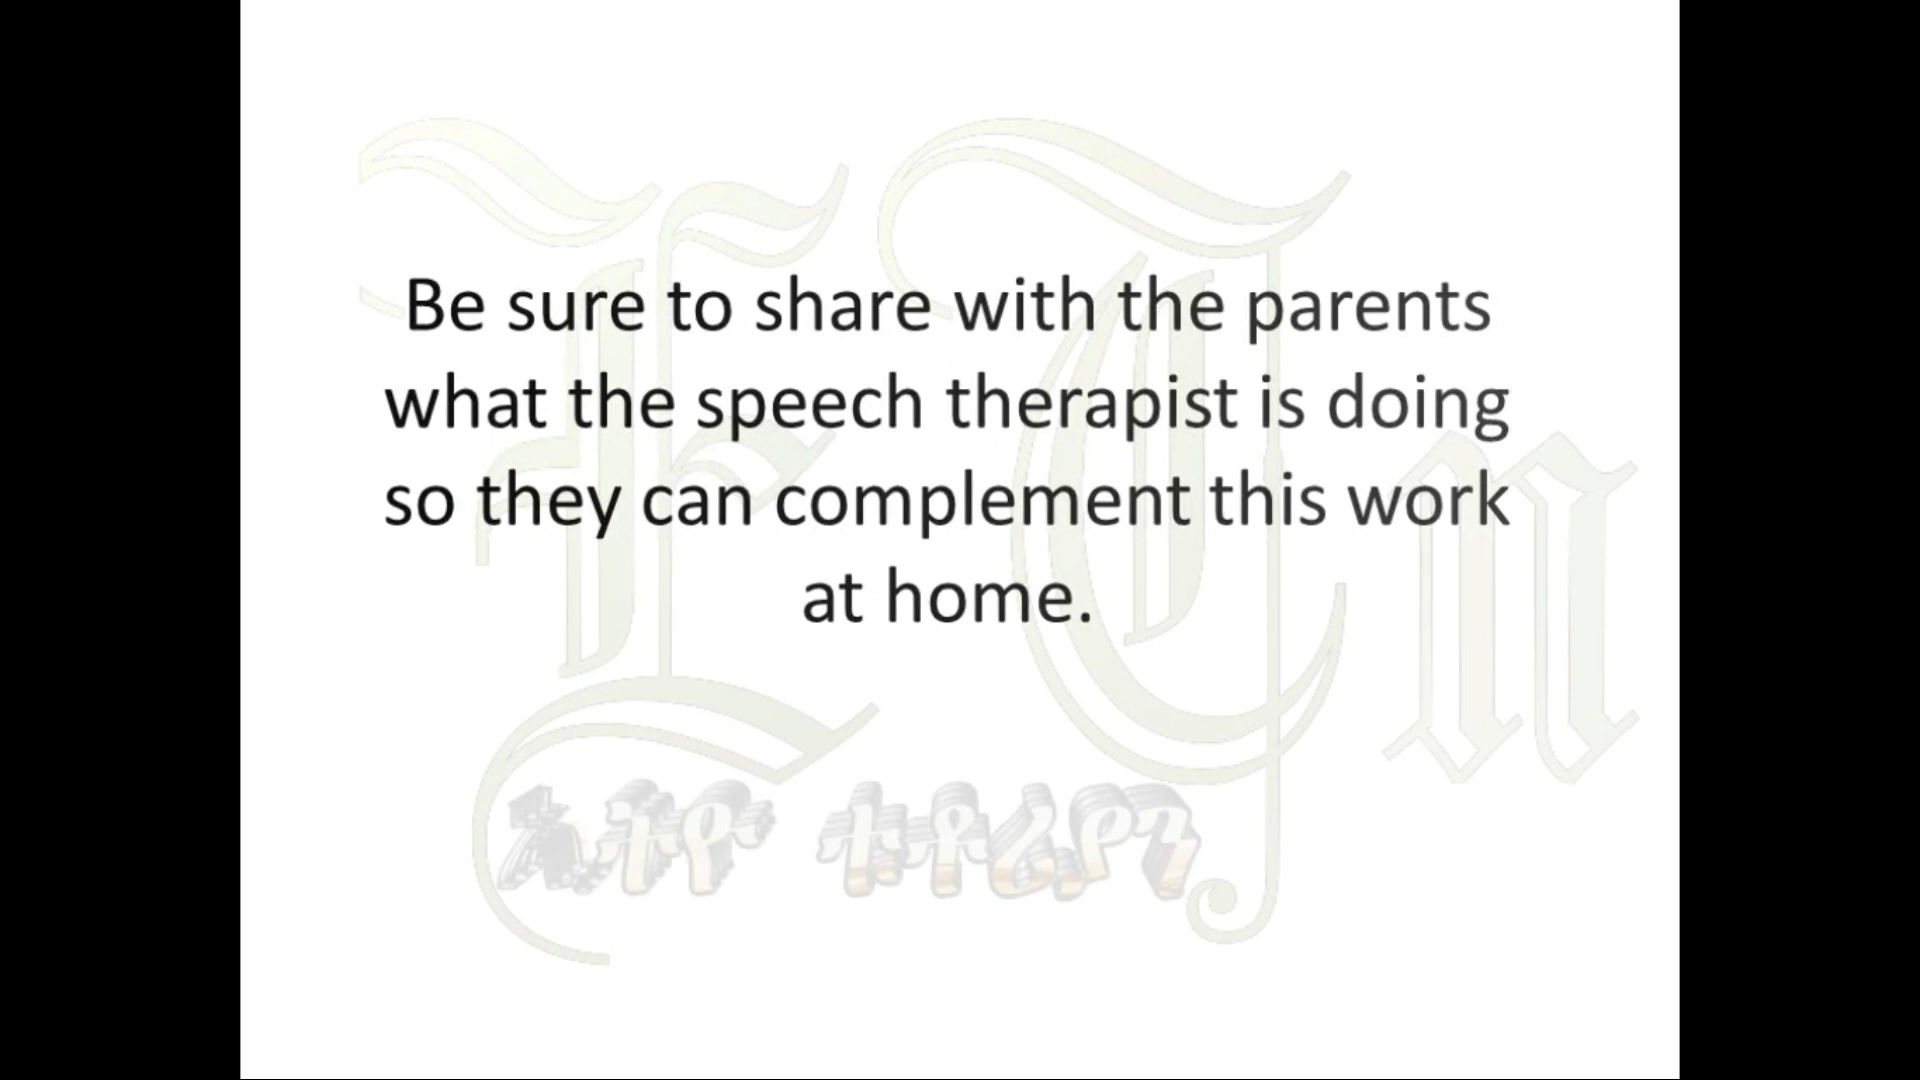 Be sure to share with the parents
what the speech therapist is doing
so they can complement this work
at home.